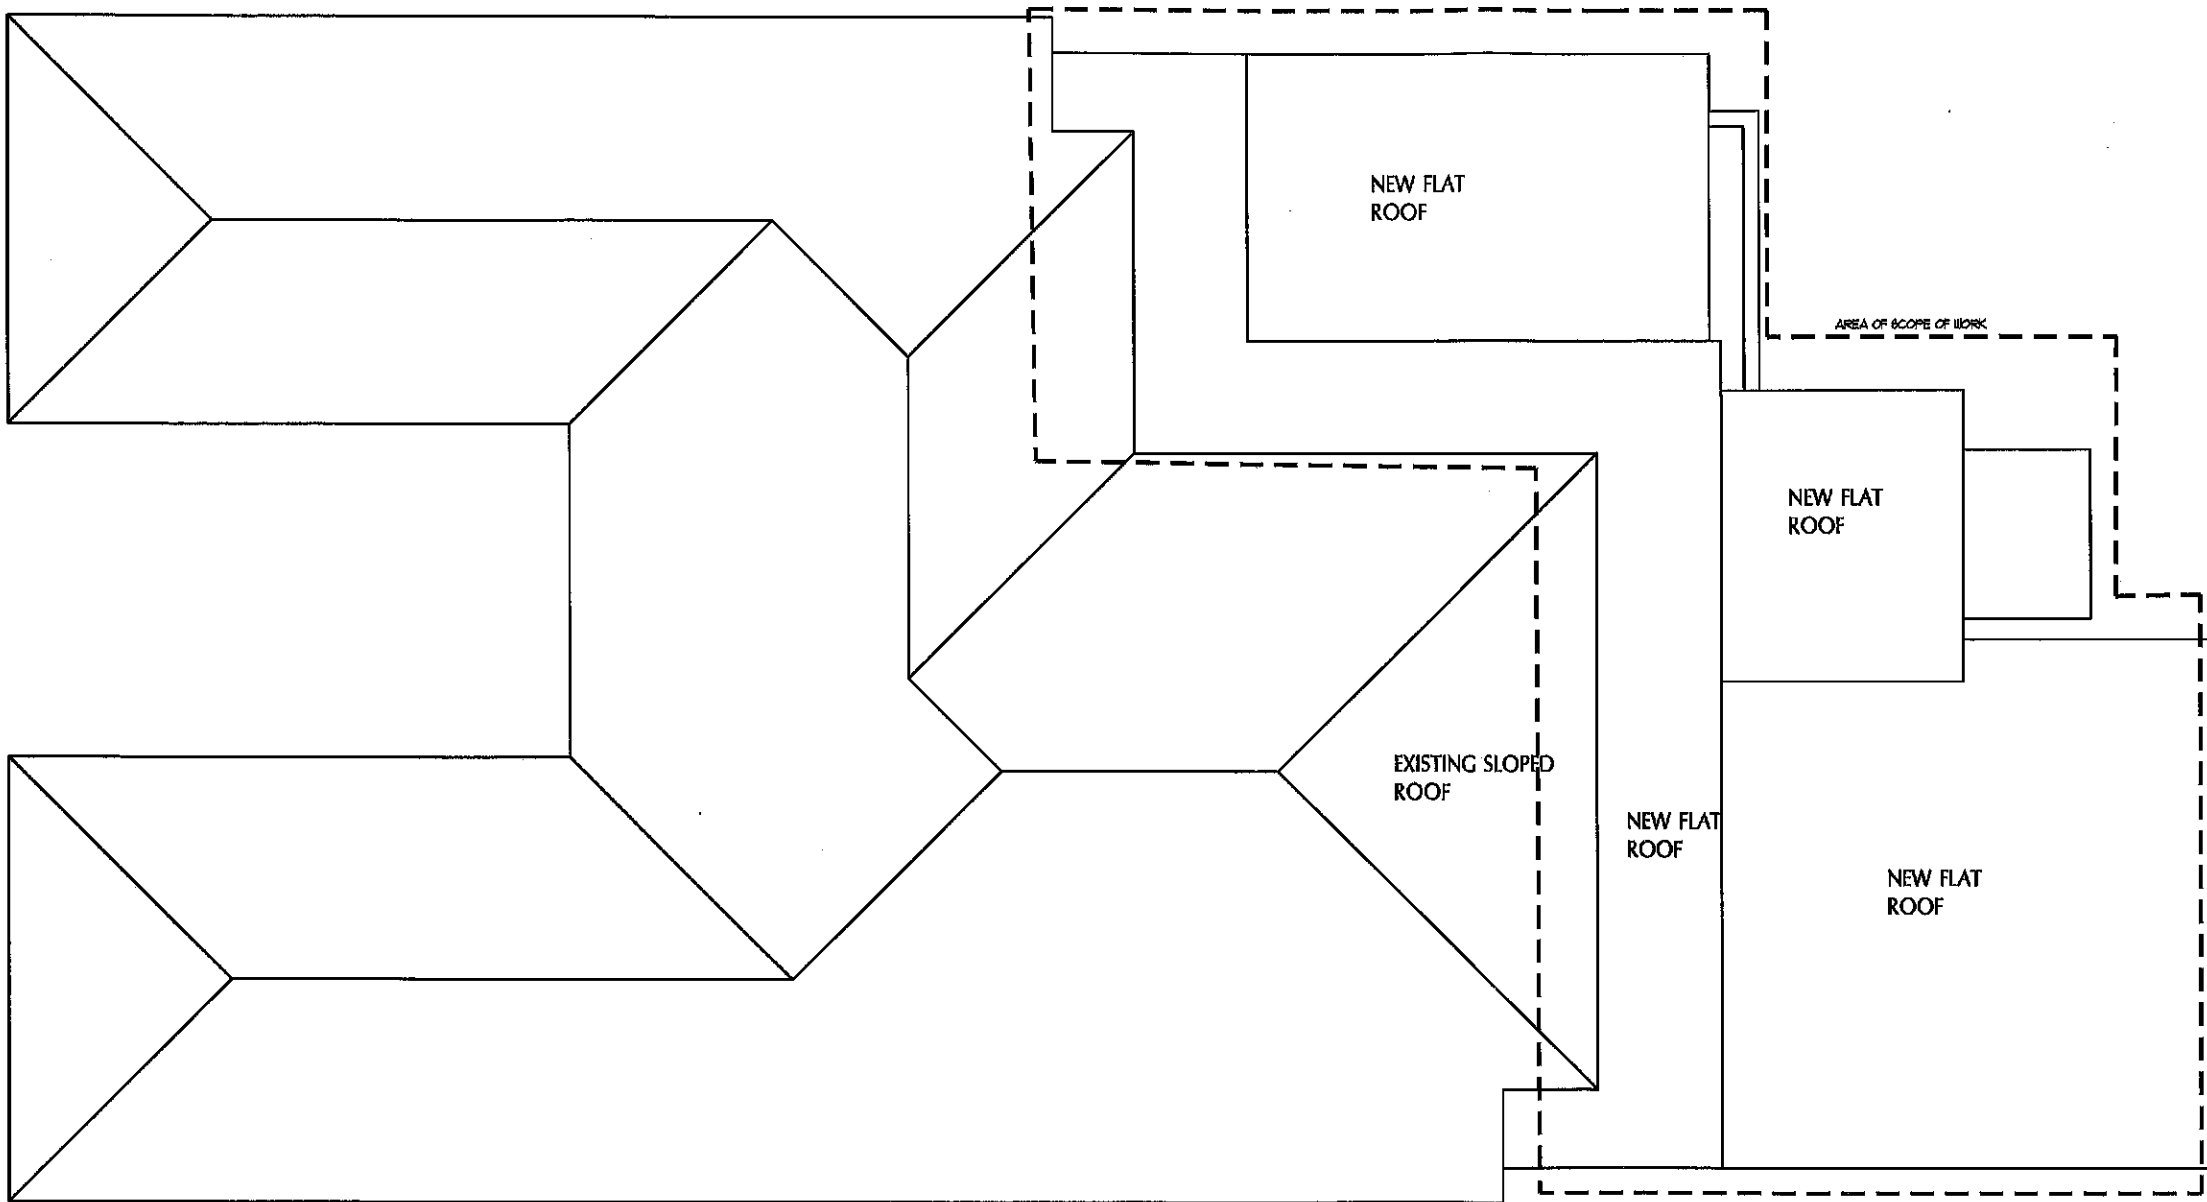 NEW FLAT
ROOF
AREA OF SCOPE OF WORK
NEW FLAT
ROOF
EXISTING SLOPED
ROOF
NEW FLAT
ROOF
NEW FLAT
ROOF